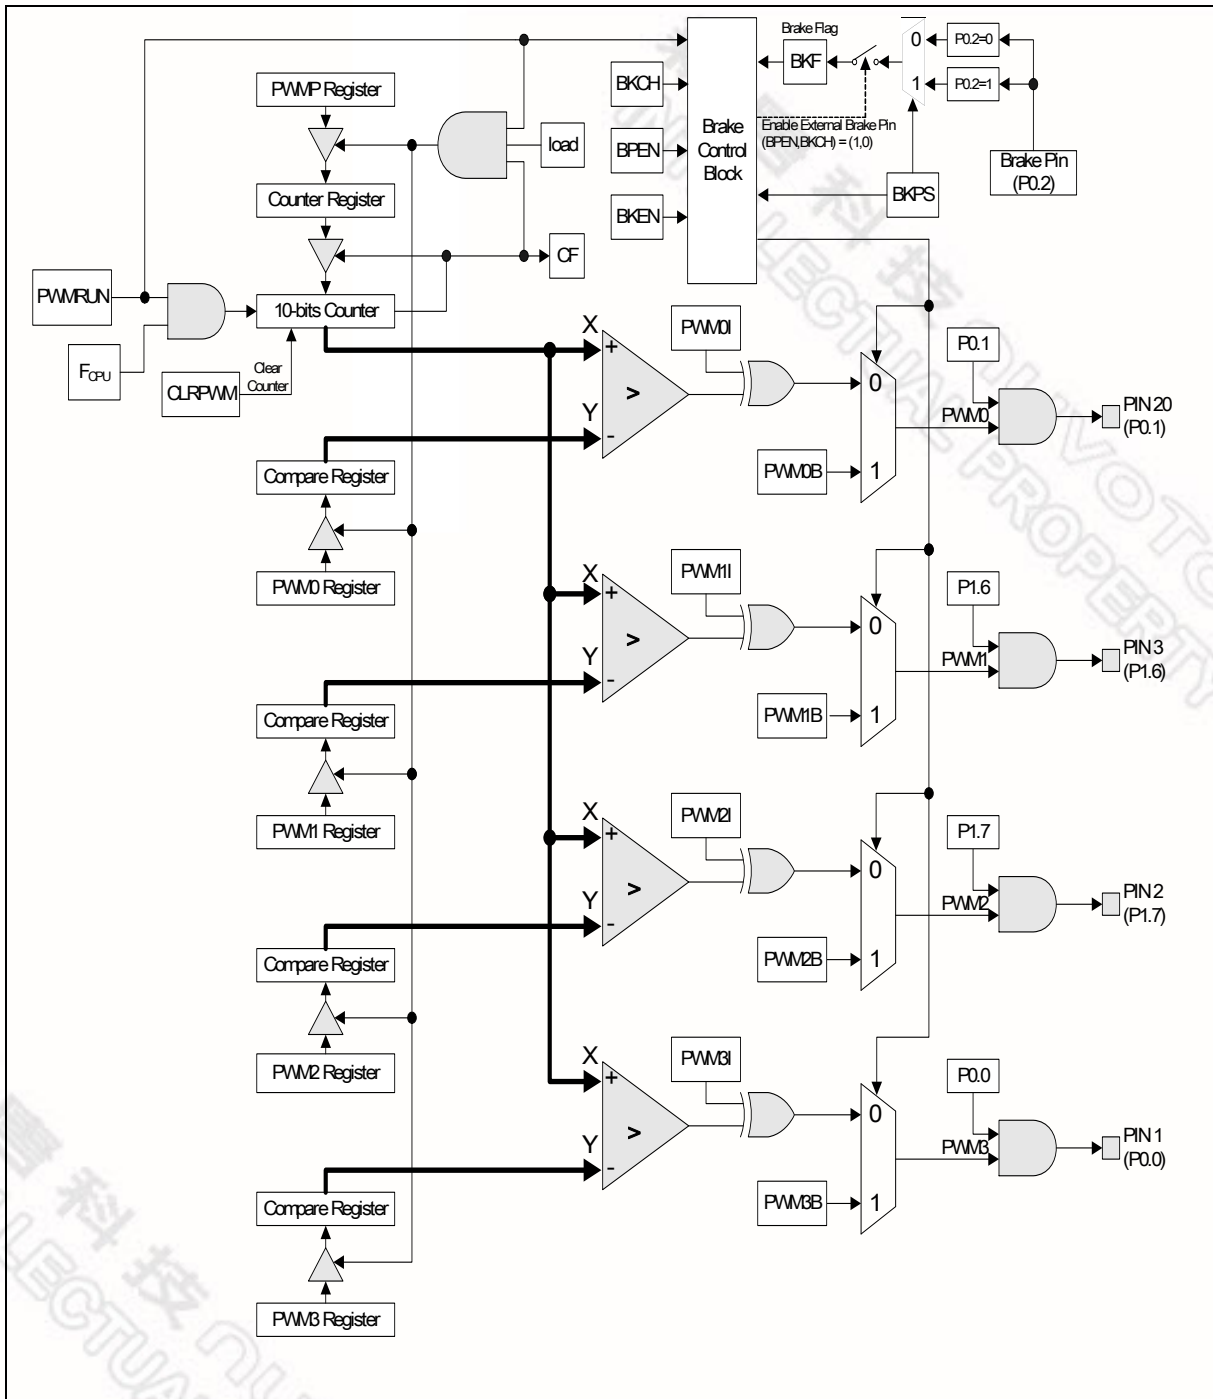 PWMP Register
load
Counter Register
CF
PWMRUN
10-bits Counter
FCPU
CLRPWM
Clear
Counter
BKCH
BPEN
BKEN
Brake
Control
Block
Brake Flag
BKF
Enable External Brake Pin
(BPEN,BKCH) = (1,0)
0
1
P0.2=0
P0.2=1
Brake Pin
(P0.2)
BKPS
X
+
>
Y
-
PWM0I
0
PWM0B
1
P0.1
PWM0
PIN 20
(P0.1)
Compare Register
PWM0 Register
X
+
>
Y
-
PWM1I
0
PWM1B
1
P1.6
PWM1
PIN 3
(P1.6)
Compare Register
PWM1 Register
X
+
>
Y
-
PWM2I
0
PWM2B
1
P1.7
PWM2
PIN 2
(P1.7)
Compare Register
PWM2 Register
X
+
>
Y
-
PWM3I
0
PWM3B
1
P0.0
PWM3
PIN 1
(P0.0)
Compare Register
PWM3 Register